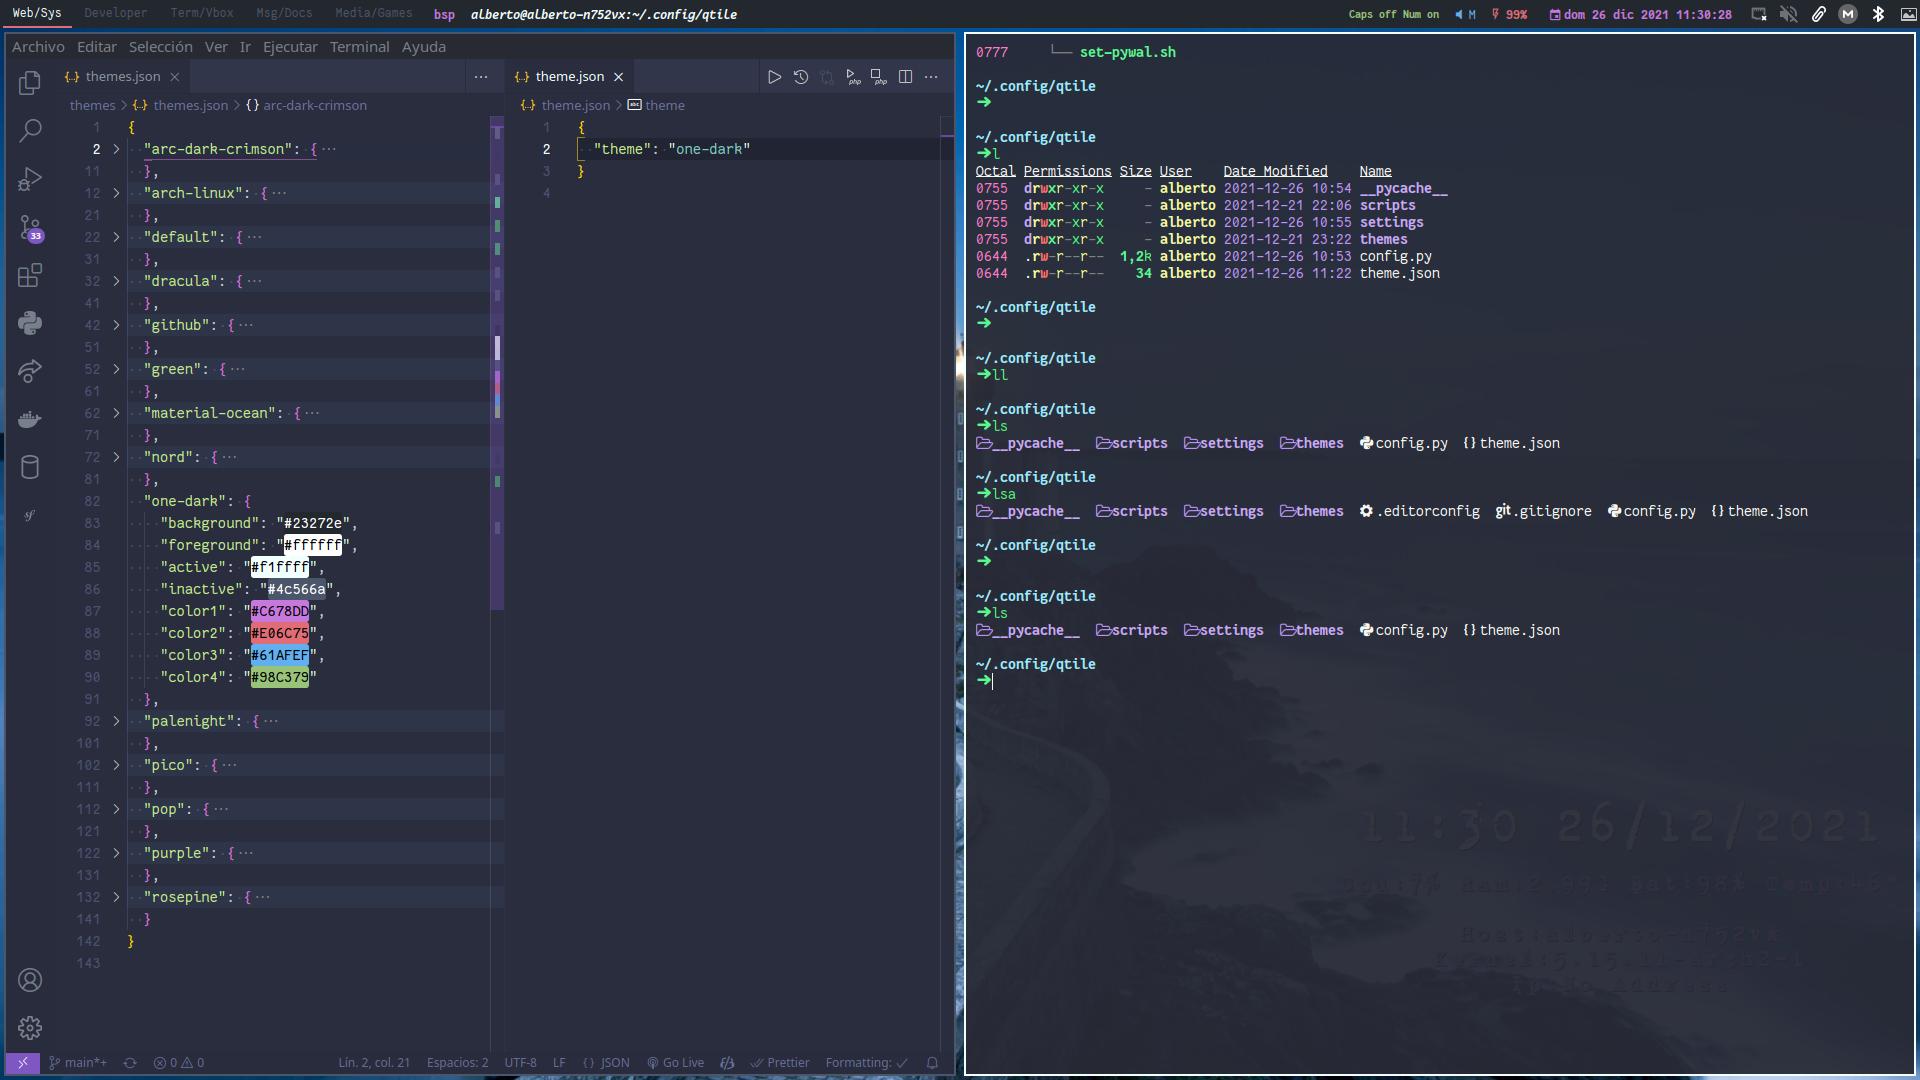 Web/Sys Developer Term/Vbox Msg/Docs Media/Games bsp alberto@alberto-n752vx:~/.config/qtile Caps off Num on M 99% dom 26 dic 2021 11:30:28 M
Archivo Editar Selección Ver Ir Ejecutar Terminal Ayuda
{..} themes.json × ···
themes > {..} themes.json > {} arc-dark-crimson
1 {
2 > "arc-dark-crimson": { ···
11 },
12 > "arch-linux": { ···
21 },
22 > "default": { ···
31 },
32 > "dracula": { ···
41 },
42 > "github": { ···
51 },
52 > "green": { ···
61 },
62 > "material-ocean": { ···
71 },
72 > "nord": { ···
81 },
82 "one-dark": {
83 "background": "#23272e",
84 "foreground": "#ffffff",
85 "active": "#f1ffff",
86 "inactive": "#4c566a",
87 "color1": "#C678DD",
88 "color2": "#E06C75",
89 "color3": "#61AFEF",
90 "color4": "#98C379"
91 },
92 > "palenight": { ···
101 },
102 > "pico": { ···
111 },
112 > "pop": { ···
121 },
122 > "purple": { ···
131 },
132 > "rosepine": { ···
141 }
142 }
143
33
{..} theme.json × php php ···
{..} theme.json > abc theme
1 {
2 "theme": "one-dark"
3 }
4
main*+ 0 0 Lín. 2, col. 21 Espacios: 2 UTF-8 LF {} JSON Go Live Prettier Formatting: ✓
0777 └── set-pywal.sh
~/.config/qtile
➜
~/.config/qtile
➜l
Octal Permissions Size User Date Modified Name
0755 drwxr-xr-x - alberto 2021-12-26 10:54 __pycache__
0755 drwxr-xr-x - alberto 2021-12-21 22:06 scripts
0755 drwxr-xr-x - alberto 2021-12-26 10:55 settings
0755 drwxr-xr-x - alberto 2021-12-21 23:22 themes
0644 .rw-r--r-- 1,2k alberto 2021-12-26 10:53 config.py
0644 .rw-r--r-- 34 alberto 2021-12-26 11:22 theme.json
~/.config/qtile
➜
~/.config/qtile
➜ll
~/.config/qtile
➜ls
__pycache__ scripts settings themes config.py {} theme.json
~/.config/qtile
➜lsa
__pycache__ scripts settings themes .editorconfig git .gitignore config.py {} theme.json
~/.config/qtile
➜
~/.config/qtile
➜ls
__pycache__ scripts settings themes config.py {} theme.json
~/.config/qtile
➜
11:30 26/12/2021
Host:alberto-n752vx
Ip:No Address